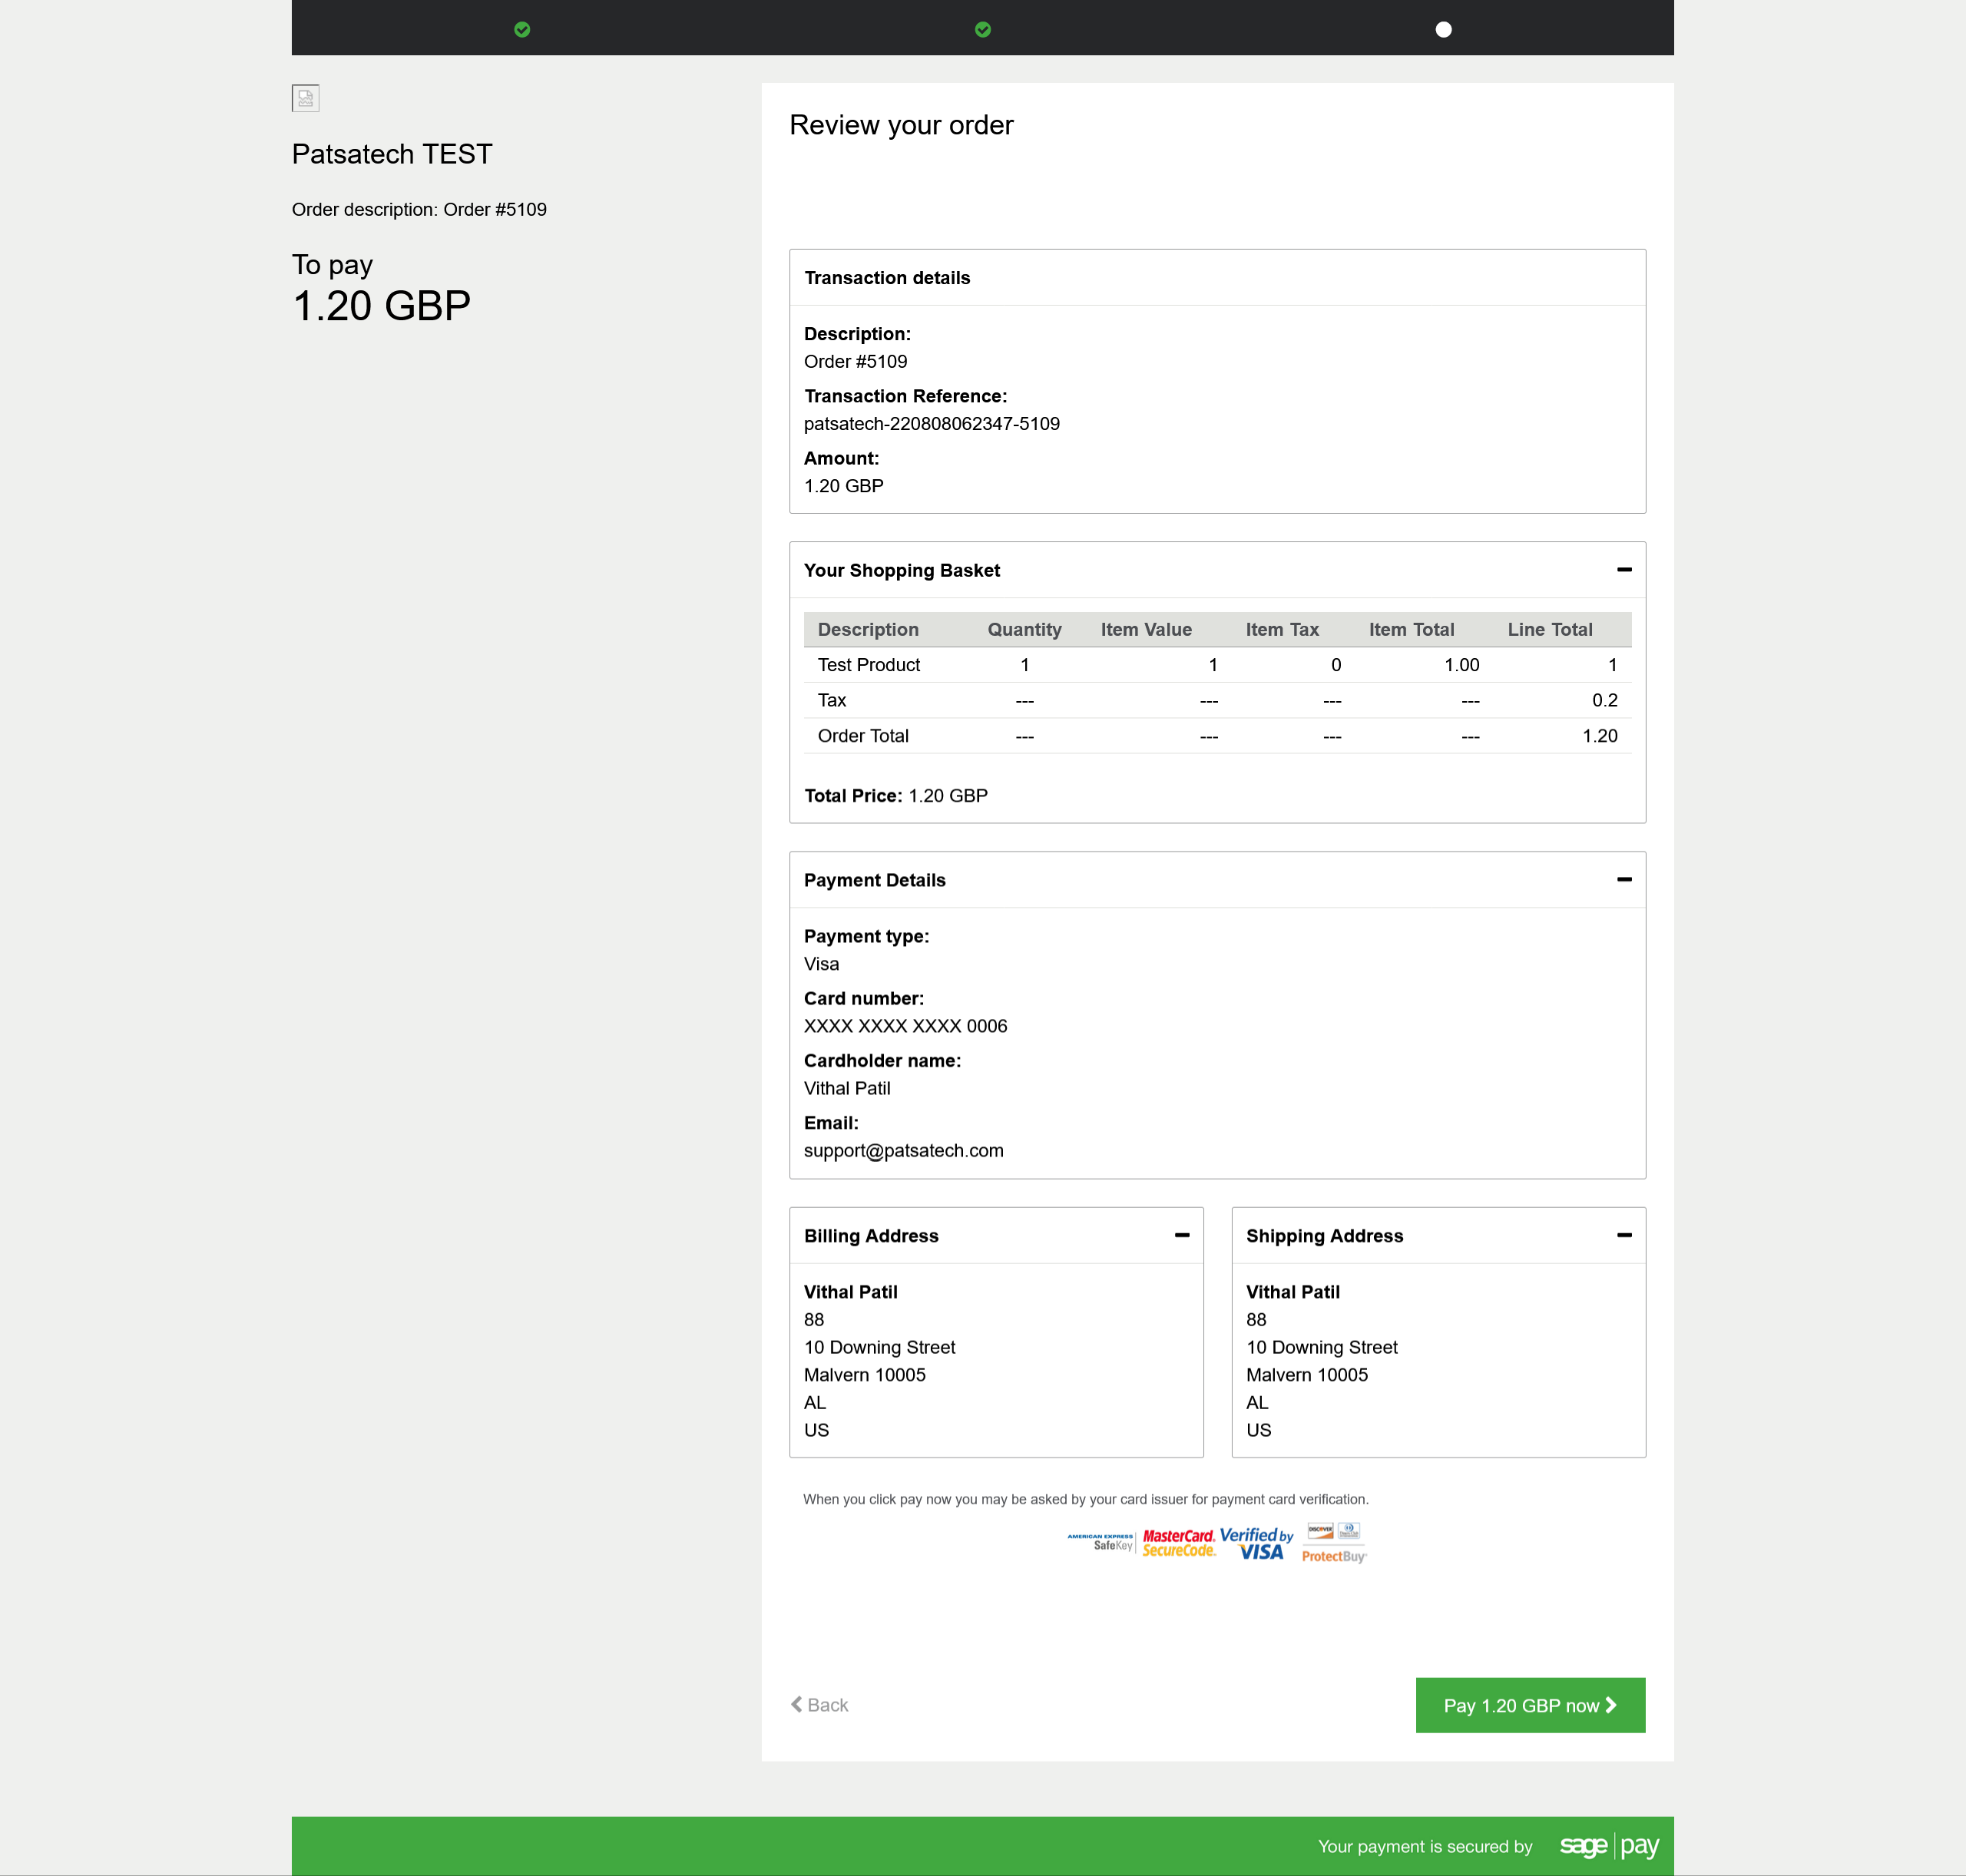 Patsatech TEST
Order description: Order #5109
To pay
1.20 GBP
Review your order
Transaction details
Description:
Order #5109
Transaction Reference:
patsatech-220808062347-5109
Amount:
1.20 GBP
Your Shopping Basket
Description Quantity Item Value Item Tax Item Total Line Total
Test Product 1 1 0 1.00 1
Tax --- --- --- --- 0.2
Order Total --- --- --- --- 1.20
Total Price: 1.20 GBP
Payment Details
Payment type:
Visa
Card number:
XXXX XXXX XXXX 0006
Cardholder name:
Vithal Patil
Email:
support@patsatech.com
Billing Address
Vithal Patil
88
10 Downing Street
Malvern 10005
AL
US
Shipping Address
Vithal Patil
88
10 Downing Street
Malvern 10005
AL
US
When you click pay now you may be asked by your card issuer for payment card verification.
AMERICAN EXPRESS
SafeKey
MasterCard.
SecureCode.
Verified by
VISA
DISCOVER
ProtectBuy
Back
Pay 1.20 GBP now
Your payment is secured by sage pay